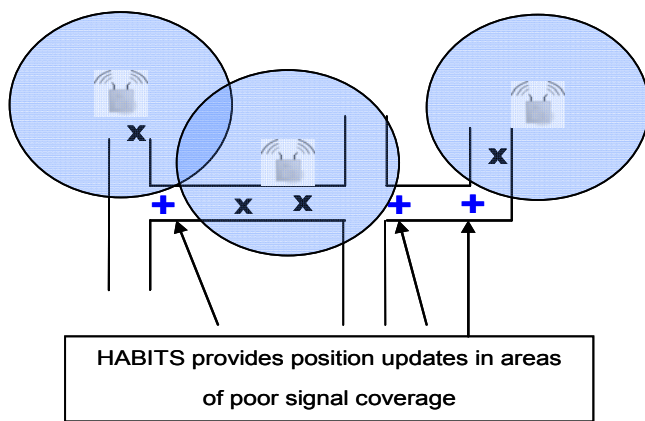 x
x
+
x
x
+
+
HABITS provides position updates in areas
of poor signal coverage